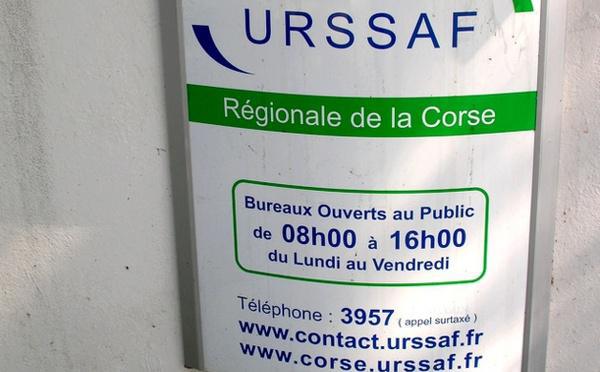 URSSAF
Régionale de la Corse
Bureaux Ouverts au Public
de 08h00 à 16h00
du Lundi au Vendredi
Téléphone : 3957 ( appel surtaxé )
www.contact.urssaf.fr
www.corse.urssaf.fr